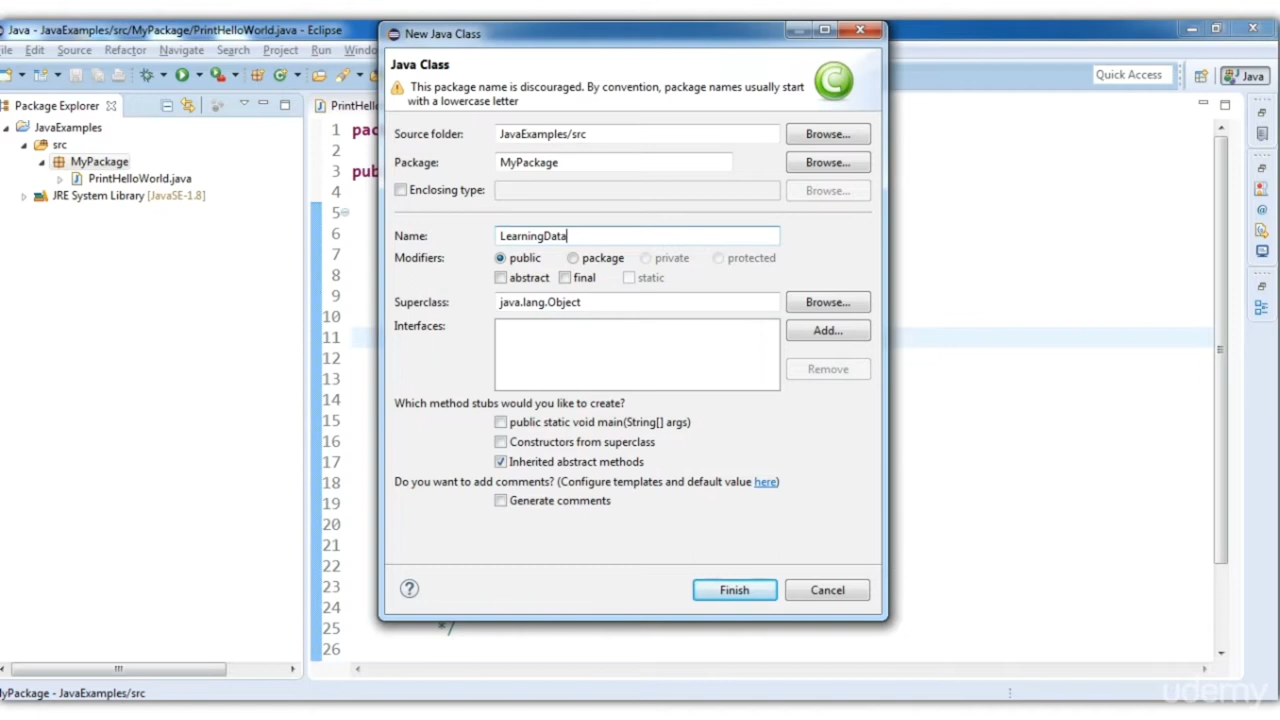 Java - JavaExamples/src/MyPackage/PrintHelloWorld.java - Eclipse
New Java Class
ile Edit Source Refactor Navigate Search Project Run Windo
Quick Access
Java
Package Explorer
JavaExamples
src
MyPackage
PrintHelloWorld.java
JRE System Library [JavaSE-1.8]
PrintHello
1 pac
2
3 pub
4
5
6
7
8
9
10
11
12
13
14
15
16
17
18
19
20
21
22
23
24
25 */
26
Java Class
This package name is discouraged. By convention, package names usually start
with a lowercase letter
Source folder: JavaExamples/src Browse...
Package: MyPackage Browse...
Enclosing type: Browse...
Name: LearningData
Modifiers: public package private protected
abstract final static
Superclass: java.lang.Object Browse...
Interfaces: Add...
Remove
Which method stubs would you like to create?
public static void main(String[] args)
Constructors from superclass
Inherited abstract methods
Do you want to add comments? (Configure templates and default value here)
Generate comments
? Finish Cancel
MyPackage - JavaExamples/src
udemy